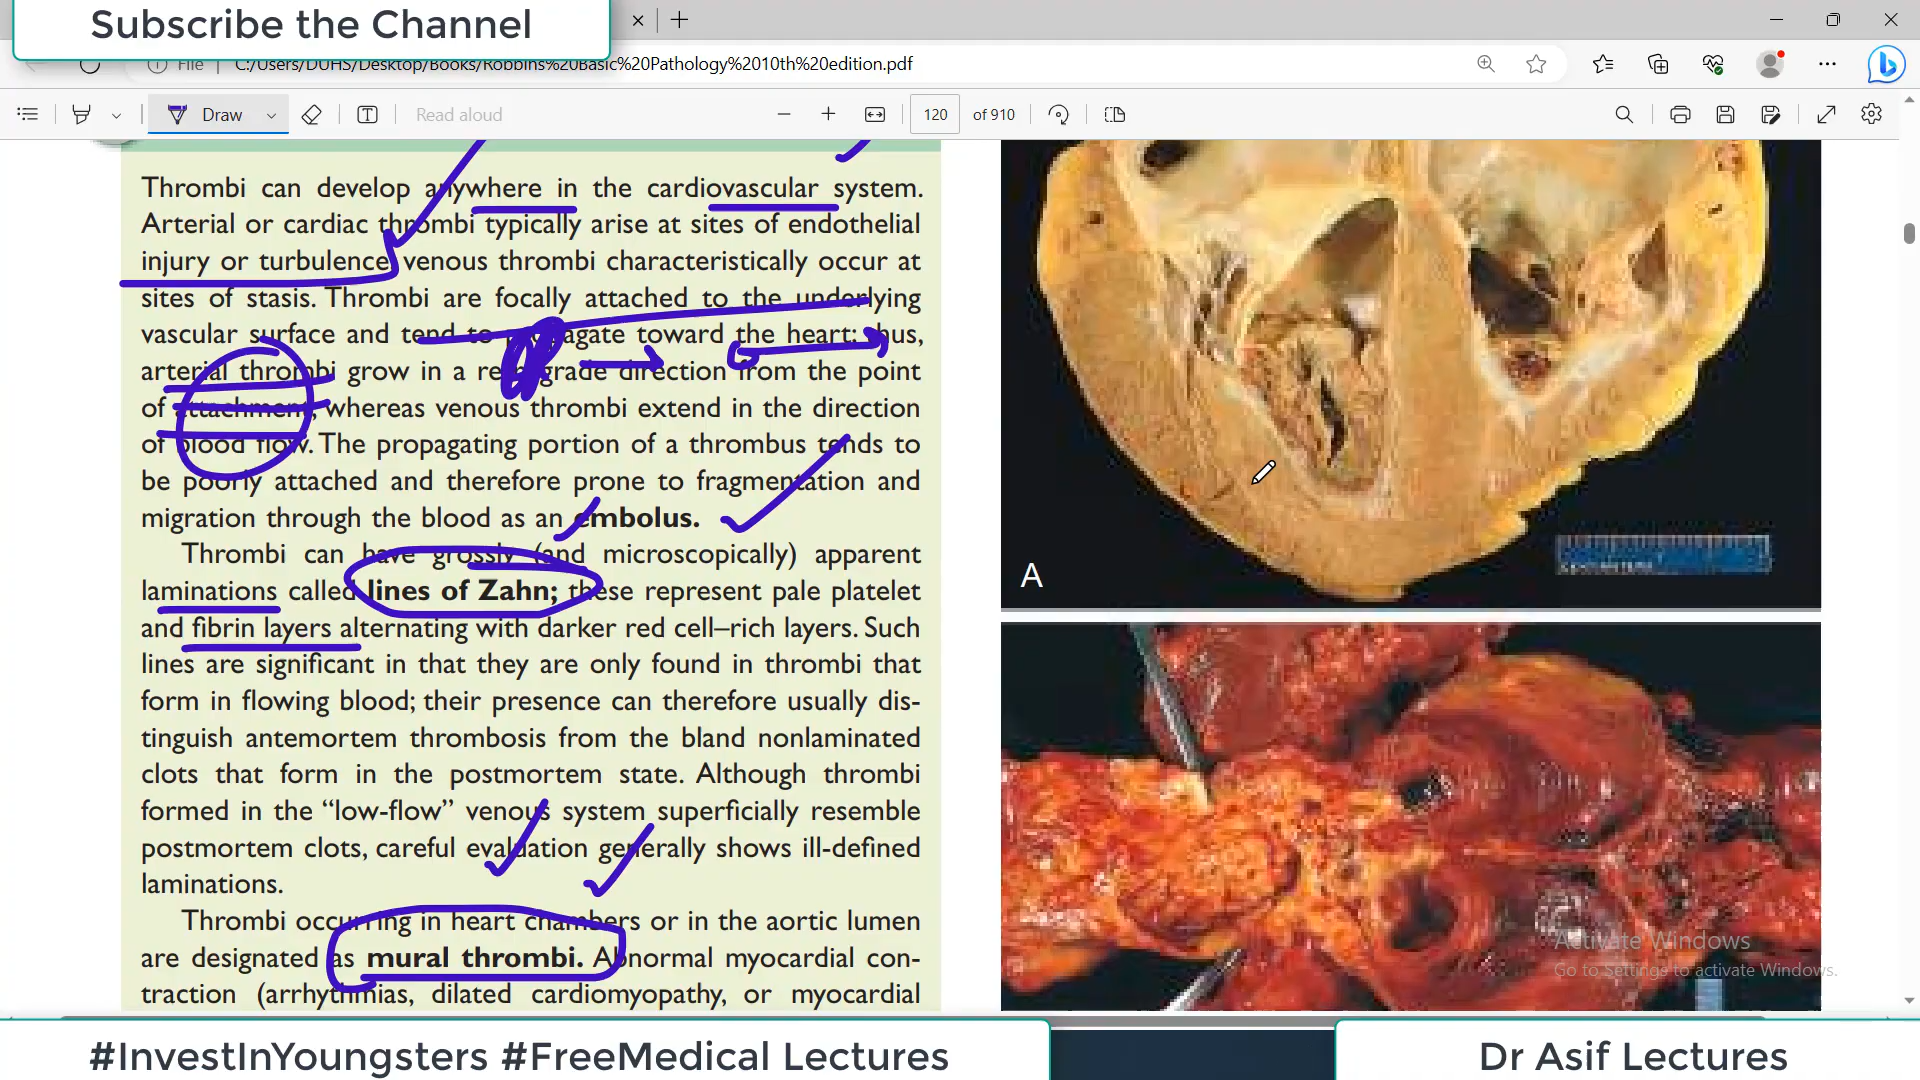 Subscribe the Channel
File
C:/Users/DUHS/Desktop/Books/Robbins%20Basic%20Pathology%2010th%20edition.pdf
Draw
Read aloud
120 of 910
Thrombi can develop anywhere in the cardiovascular system.
Arterial or cardiac thrombi typically arise at sites of endothelial
injury or turbulence; venous thrombi characteristically occur at
sites of stasis. Thrombi are focally attached to the underlying
vascular surface and tend to propagate toward the heart; thus,
arterial thrombi grow in a retrograde direction from the point
of attachment, whereas venous thrombi extend in the direction
of blood flow. The propagating portion of a thrombus tends to
be poorly attached and therefore prone to fragmentation and
migration through the blood as an embolus.
Thrombi can have grossly (and microscopically) apparent
laminations called lines of Zahn; these represent pale platelet
and fibrin layers alternating with darker red cell–rich layers. Such
lines are significant in that they are only found in thrombi that
form in flowing blood; their presence can therefore usually dis-
tinguish antemortem thrombosis from the bland nonlaminated
clots that form in the postmortem state. Although thrombi
formed in the “low-flow” venous system superficially resemble
postmortem clots, careful evaluation generally shows ill-defined
laminations.
Thrombi occurring in heart chambers or in the aortic lumen
are designated as mural thrombi. Abnormal myocardial con-
traction (arrhythmias, dilated cardiomyopathy, or myocardial
A
Activate Windows
Go to Settings to activate Windows.
#InvestInYoungsters #FreeMedical Lectures
Dr Asif Lectures